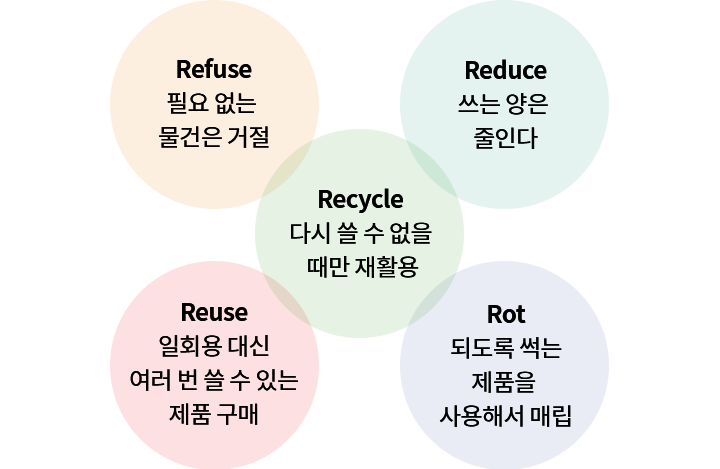 Refuse
필요 없는
물건은 거절
Reduce
쓰는 양은
줄인다
Recycle
다시 쓸 수 없을
때만 재활용
Reuse
일회용 대신
여러 번 쓸 수 있는
제품 구매
Rot
되도록 썩는
제품을
사용해서 매립